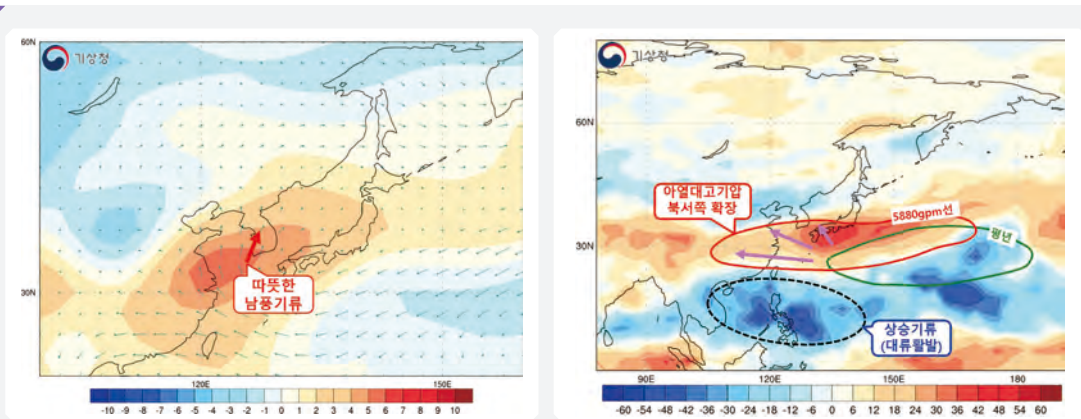 60N
기상청
따뜻한
남풍기류
30N
120E
150E
-10 -9 -8 -7 -6 -5 -4 -3 -2 -1 0 1 2 3 4 5 6 7 8 9 10
기상청
60N
아열대고기압
북서쪽 확장
5880gpm선
평년
30N
상승기류
(대류활발)
90E
120E
150E
180
-60 -54 -48 -42 -36 -30 -24 -18 -12 -6 0 6 12 18 24 30 36 42 48 54 60